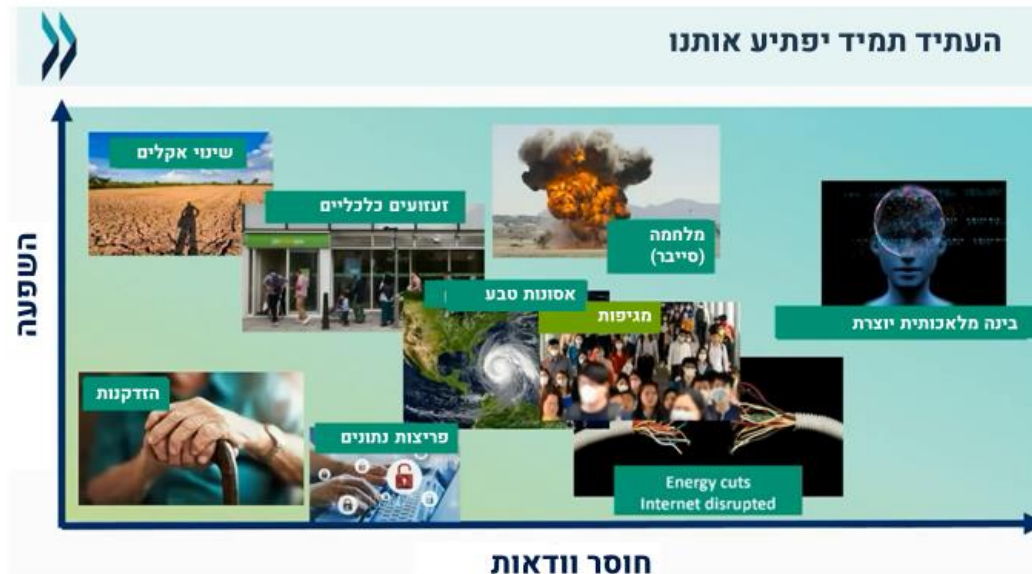 העתיד תמיד יפתיע אותנו
שינוי אקלים
זעזועים כלכליים
מלחמה
(סייבר)
בינה מלאכותית יוצרת
אסונות טבע
מגיפות
הזדקנות
פריצות נתונים
Energy cuts
Internet disrupted
השפעה
חוסר וודאות